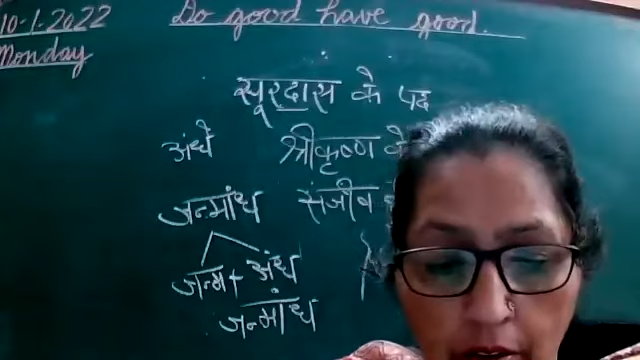 10-1-2022 Do good have good.
Monday
सूरदास के पद
अंधे श्रीकृष्ण के
जन्मांध संजीव
जन्म + अंध
जन्मांध